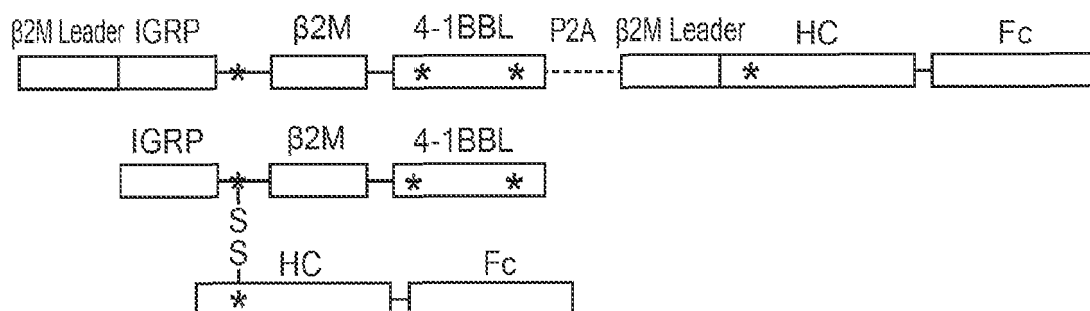 β2M Leader IGRP β2M 4-1BBL P2A β2M Leader HC Fc
* * * *
IGRP β2M 4-1BBL
* * *
S
S
HC Fc
*